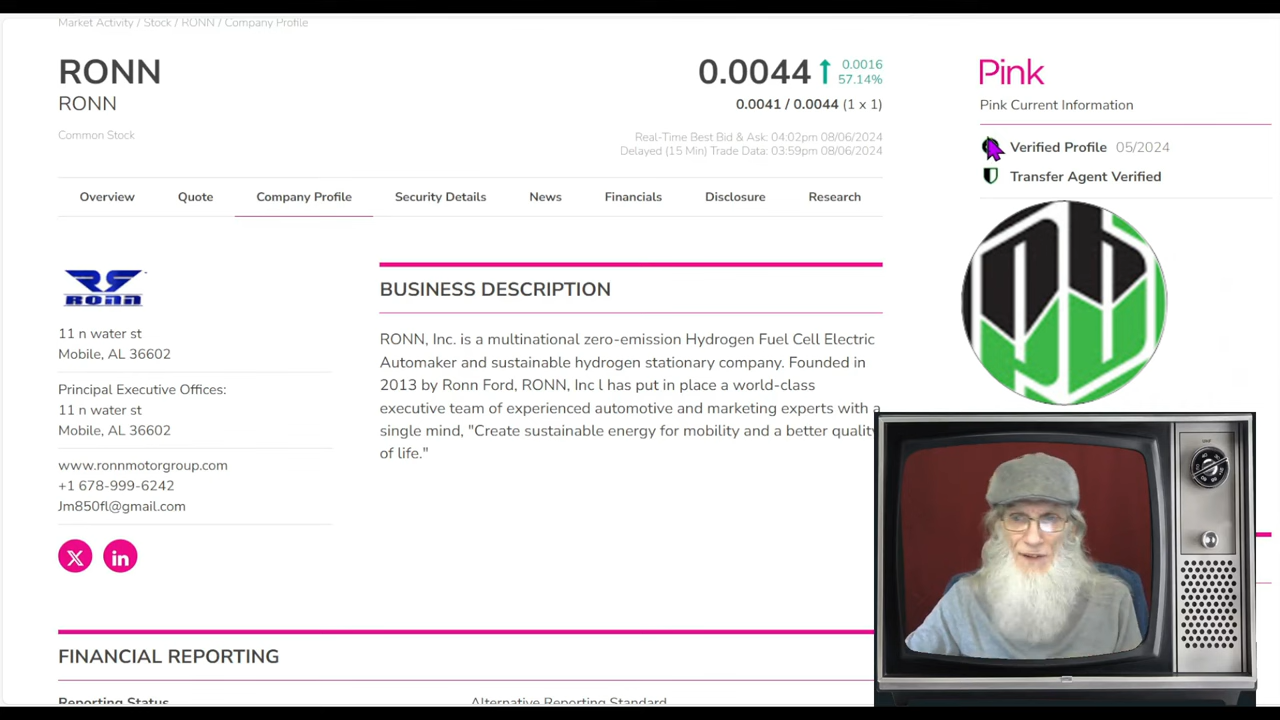 Market Activity / Stock / RONN / Company Profile
RONN
RONN
Common Stock
0.0044
0.0016
57.14%
0.0041 / 0.0044 (1 x 1)
Real-Time Best Bid & Ask: 04:02pm 08/06/2024
Delayed (15 Min) Trade Data: 03:59pm 08/06/2024
Pink
Pink Current Information
Verified Profile 05/2024
Transfer Agent Verified
Overview Quote Company Profile Security Details News Financials Disclosure Research
RONN
11 n water st
Mobile, AL 36602
Principal Executive Offices:
11 n water st
Mobile, AL 36602
www.ronnmotorgroup.com
+1 678-999-6242
Jm850fl@gmail.com
X in
BUSINESS DESCRIPTION
RONN, Inc. is a multinational zero-emission Hydrogen Fuel Cell Electric
Automaker and sustainable hydrogen stationary company. Founded in
2013 by Ronn Ford, RONN, Inc l has put in place a world-class
executive team of experienced automotive and marketing experts with a
single mind, "Create sustainable energy for mobility and a better quality
of life."
FINANCIAL REPORTING
Reporting Status Alternative Reporting Standard